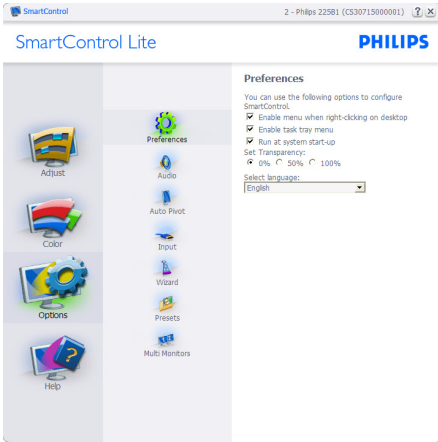 SmartControl
2 - Philips 225B1 (CS30715000001)
SmartControl Lite
PHILIPS
Adjust
Color
Options
Help
Preferences
Audio
Auto Pivot
Input
Wizard
Presets
Multi Monitors
Preferences
You can use the following options to configure
SmartControl.
Enable menu when right-clicking on desktop
Enable task tray menu
Run at system start-up
Set Transparency:
0% 50% 100%
Select language:
English